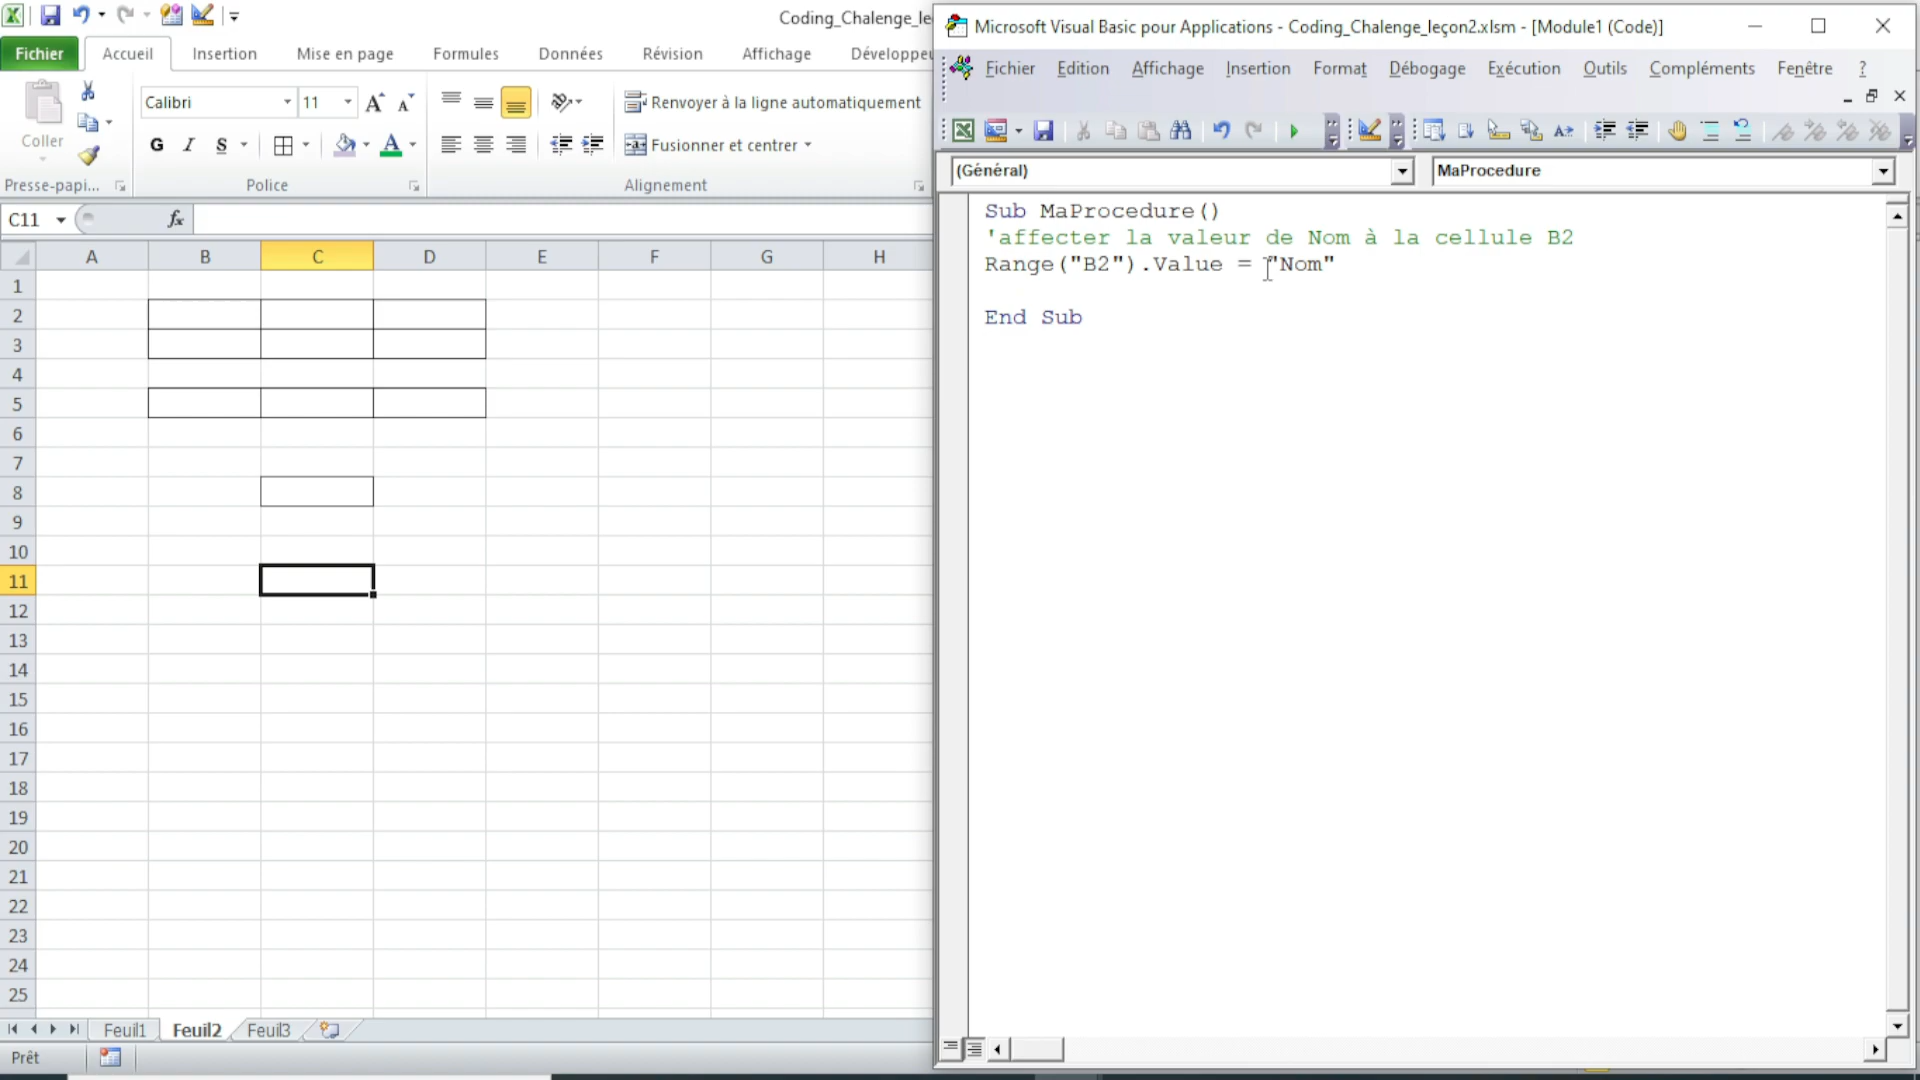 Coding_Chalenge_le
Fichier Accueil Insertion Mise en page Formules Données Révision Affichage Développeu
Coller
Calibri 11
Renvoyer à la ligne automatiquement
G I S A
Fusionner et centrer
Presse-papi... Police Alignement
C11 fx
A B C D E F G H
1
2
3
4
5
6
7
8
9
10
11
12
13
14
15
16
17
18
19
20
21
22
23
24
25
Feuil1 Feuil2 Feuil3
Prêt
Microsoft Visual Basic pour Applications - Coding_Chalenge_leçon2.xlsm - [Module1 (Code)]
Fichier Edition Affichage Insertion Format Débogage Exécution Outils Compléments Fenêtre ?
(Général) MaProcedure
Sub MaProcedure()
'affecter la valeur de Nom à la cellule B2
Range("B2").Value = "Nom"
End Sub